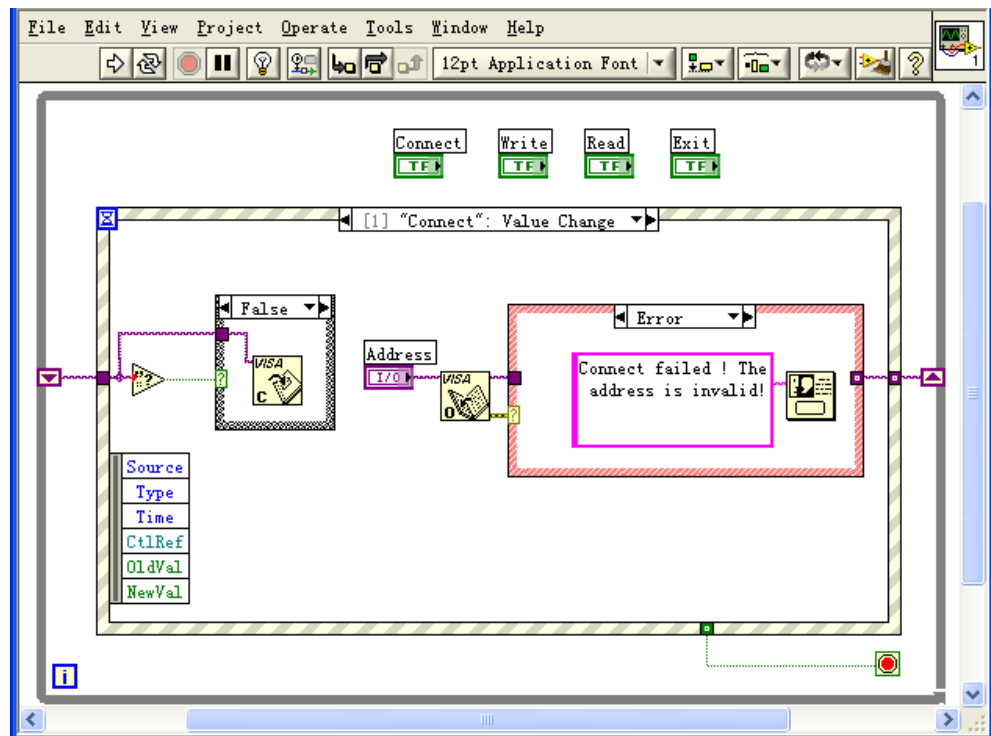 File Edit View Project Operate Tools Window Help
12pt Application Font
?
1
Connect Write Read Exit
TF TF TF TF
[1] "Connect": Value Change
False
Error
Address
I/O
VISA
C
VISA
O
?
?
?
Connect failed ! The
address is invalid!
Source
Type
Time
CtlRef
OldVal
NewVal
i